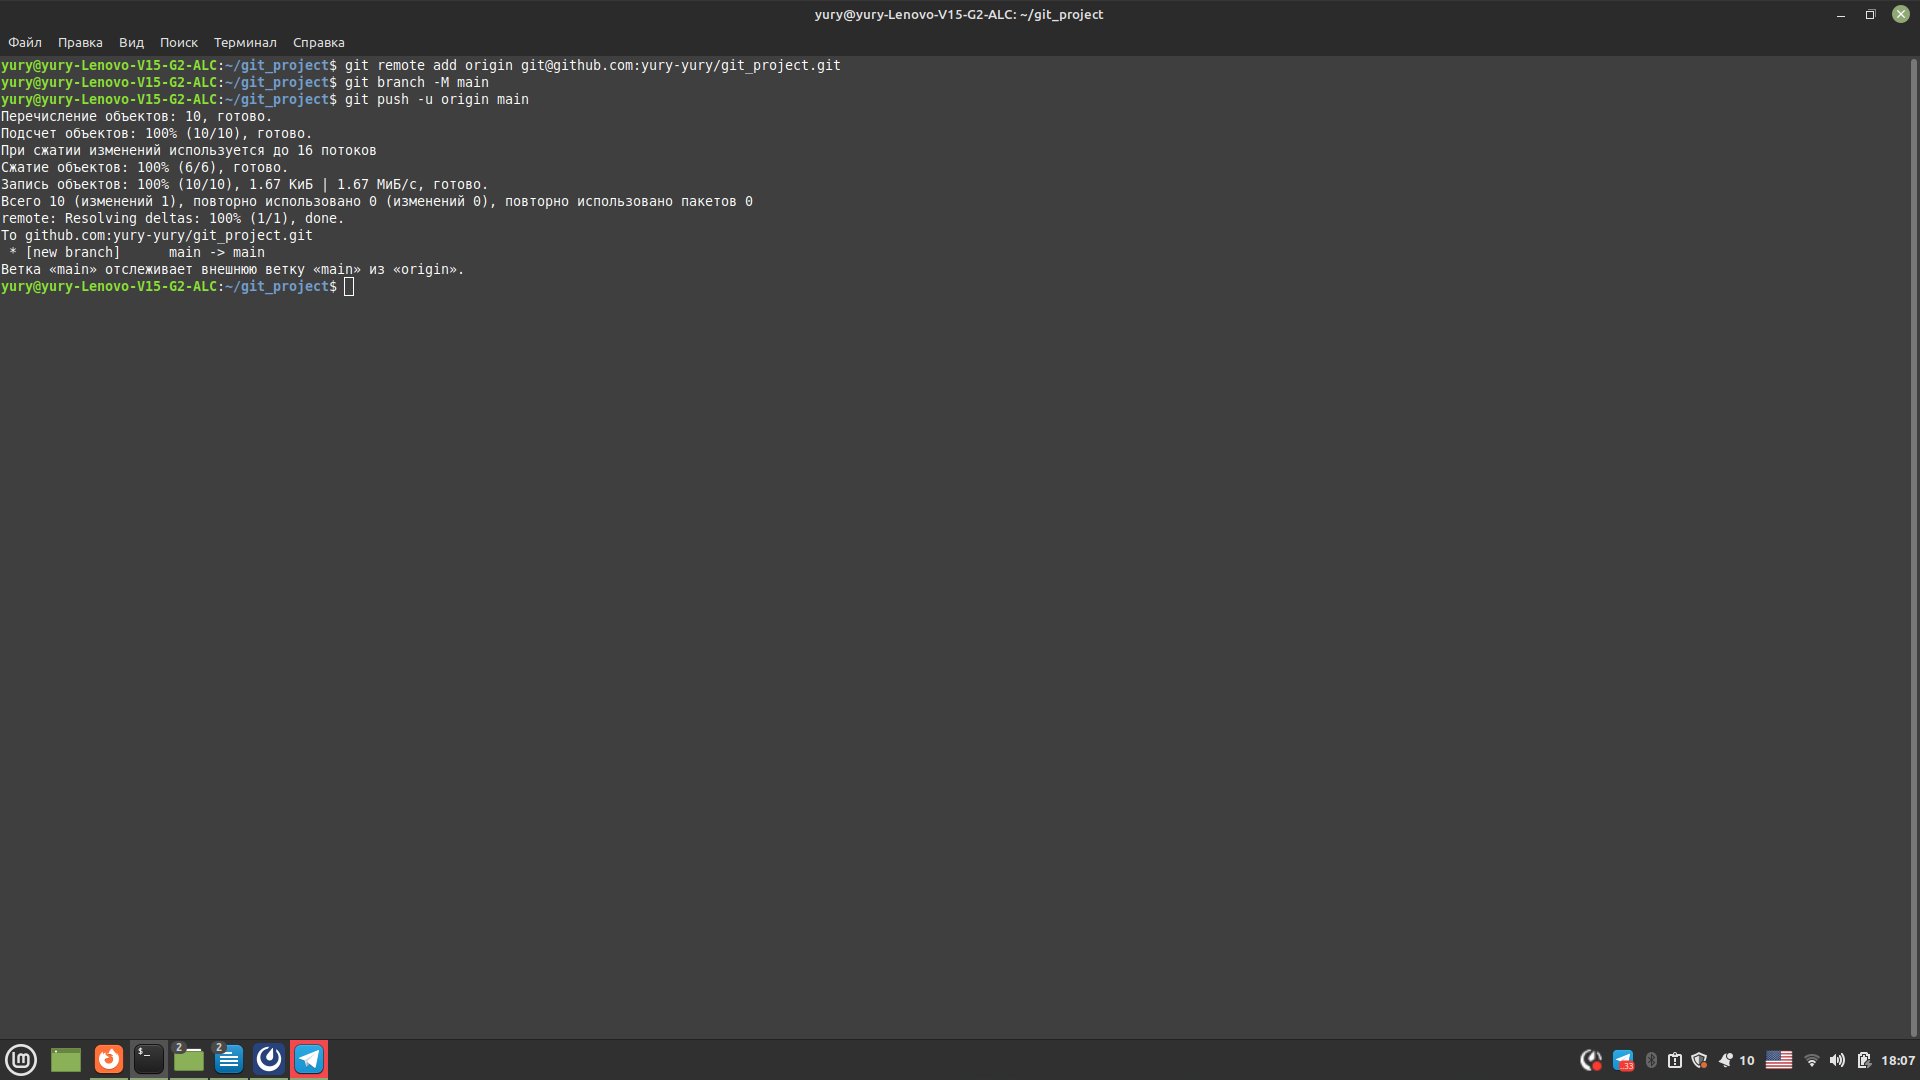 yury@yury-Lenovo-V15-G2-ALC: ~/git_project
Файл Правка Вид Поиск Терминал Справка
yury@yury-Lenovo-V15-G2-ALC:~/git_project$ git remote add origin git@github.com:yury-yury/git_project.git
yury@yury-Lenovo-V15-G2-ALC:~/git_project$ git branch -M main
yury@yury-Lenovo-V15-G2-ALC:~/git_project$ git push -u origin main
Перечисление объектов: 10, готово.
Подсчет объектов: 100% (10/10), готово.
При сжатии изменений используется до 16 потоков
Сжатие объектов: 100% (6/6), готово.
Запись объектов: 100% (10/10), 1.67 КиБ | 1.67 МиБ/с, готово.
Всего 10 (изменений 1), повторно использовано 0 (изменений 0), повторно использовано пакетов 0
remote: Resolving deltas: 100% (1/1), done.
To github.com:yury-yury/git_project.git
 * [new branch]      main -> main
Ветка «main» отслеживает внешнюю ветку «main» из «origin».
yury@yury-Lenovo-V15-G2-ALC:~/git_project$
$_ 2 2 33 10 18:07